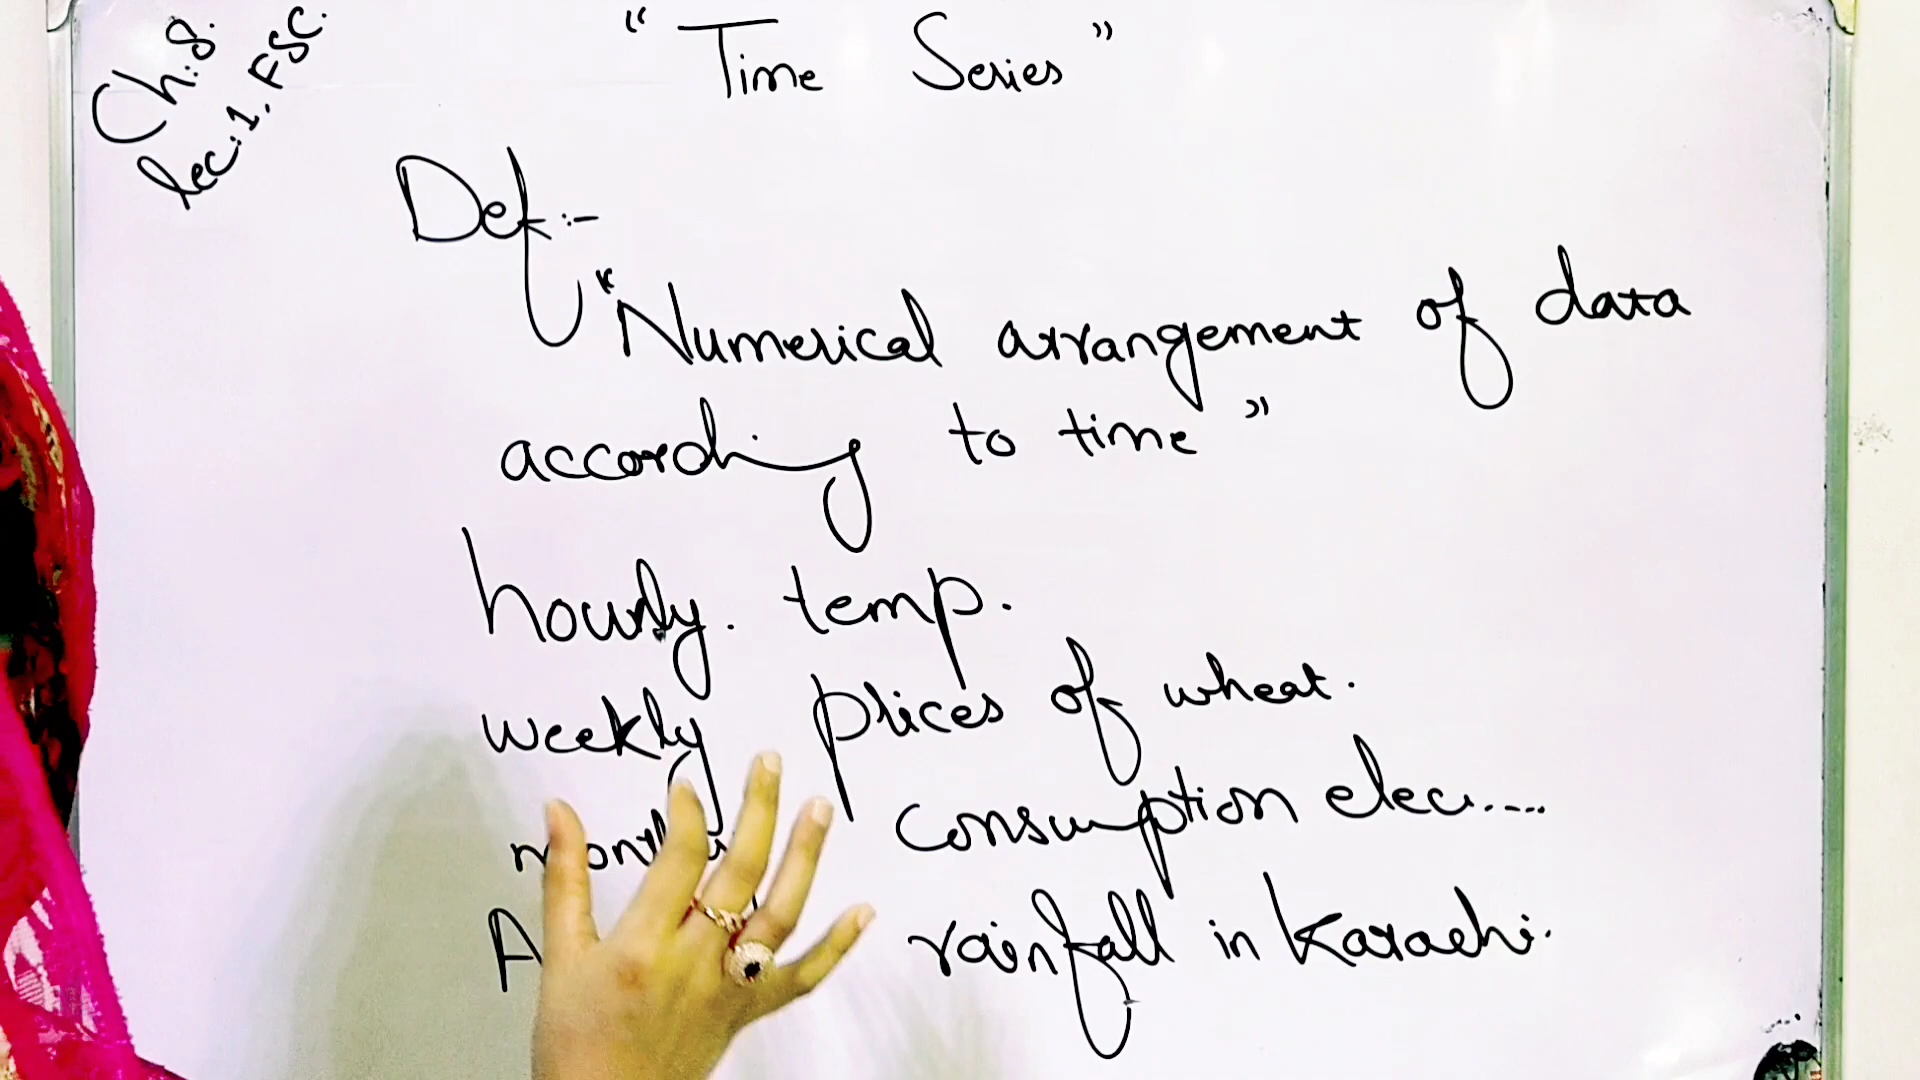 Ch:8.
lec:1, FSC.
“Time Series”
Def:-
“Numerical arrangement of data
according to time”
hourly. temp.
weekly prices of wheat.
consumption elec....
rainfall in Karachi.